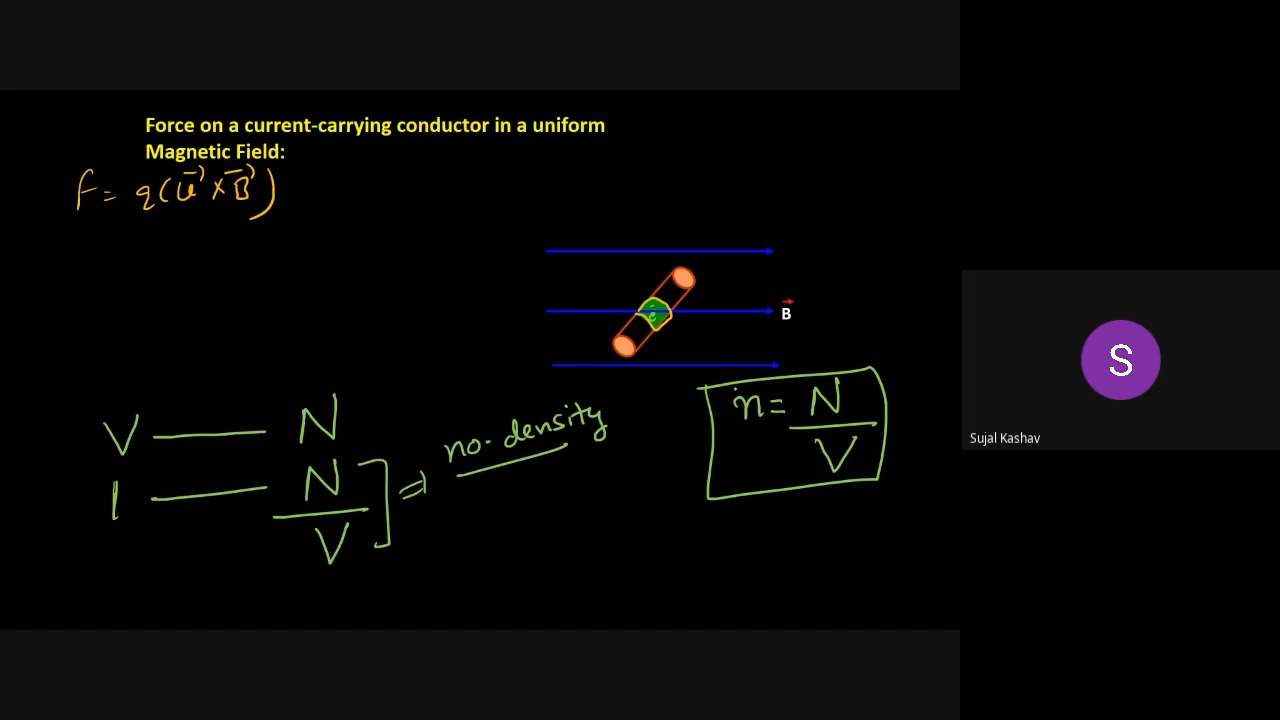 Force on a current-carrying conductor in a uniform
Magnetic Field:
F = q(u⃗ × B⃗)
B⃗
e
V — N
1 — N/V ] ⇒ no. density
n = N/V
S
Sujal Kashav